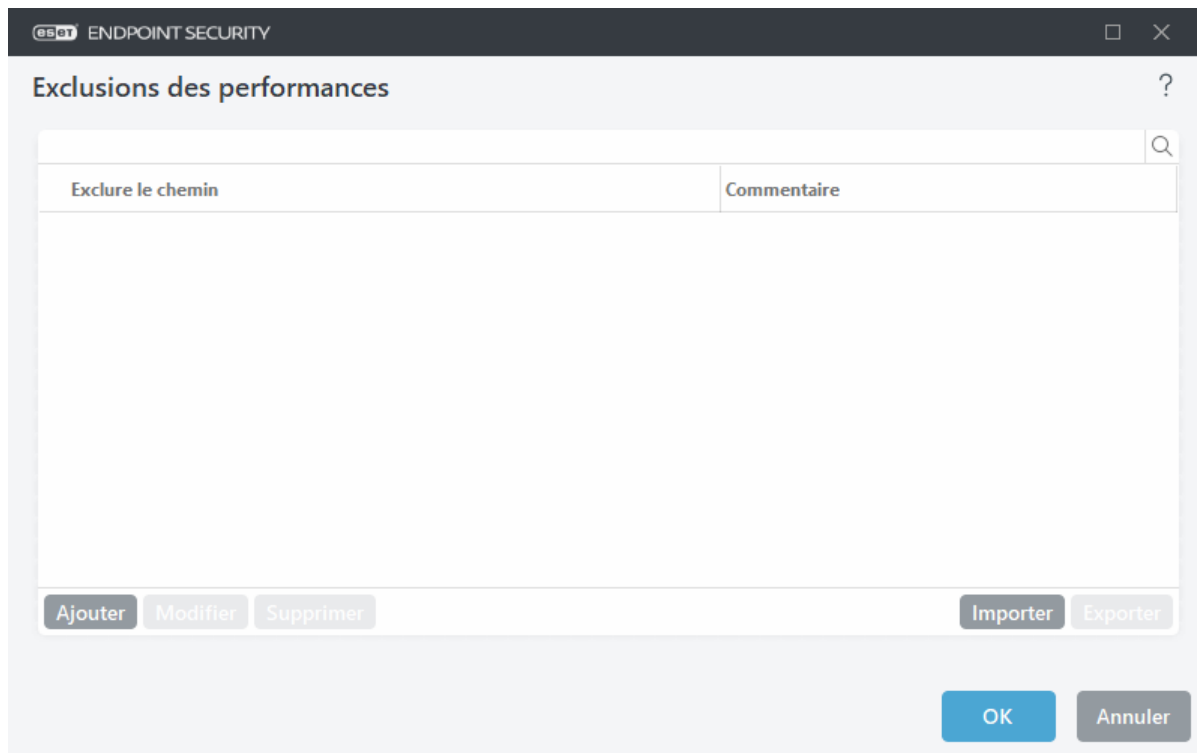 eset ENDPOINT SECURITY
Exclusions des performances
?
Exclure le chemin Commentaire
Ajouter Modifier Supprimer Importer Exporter
OK Annuler